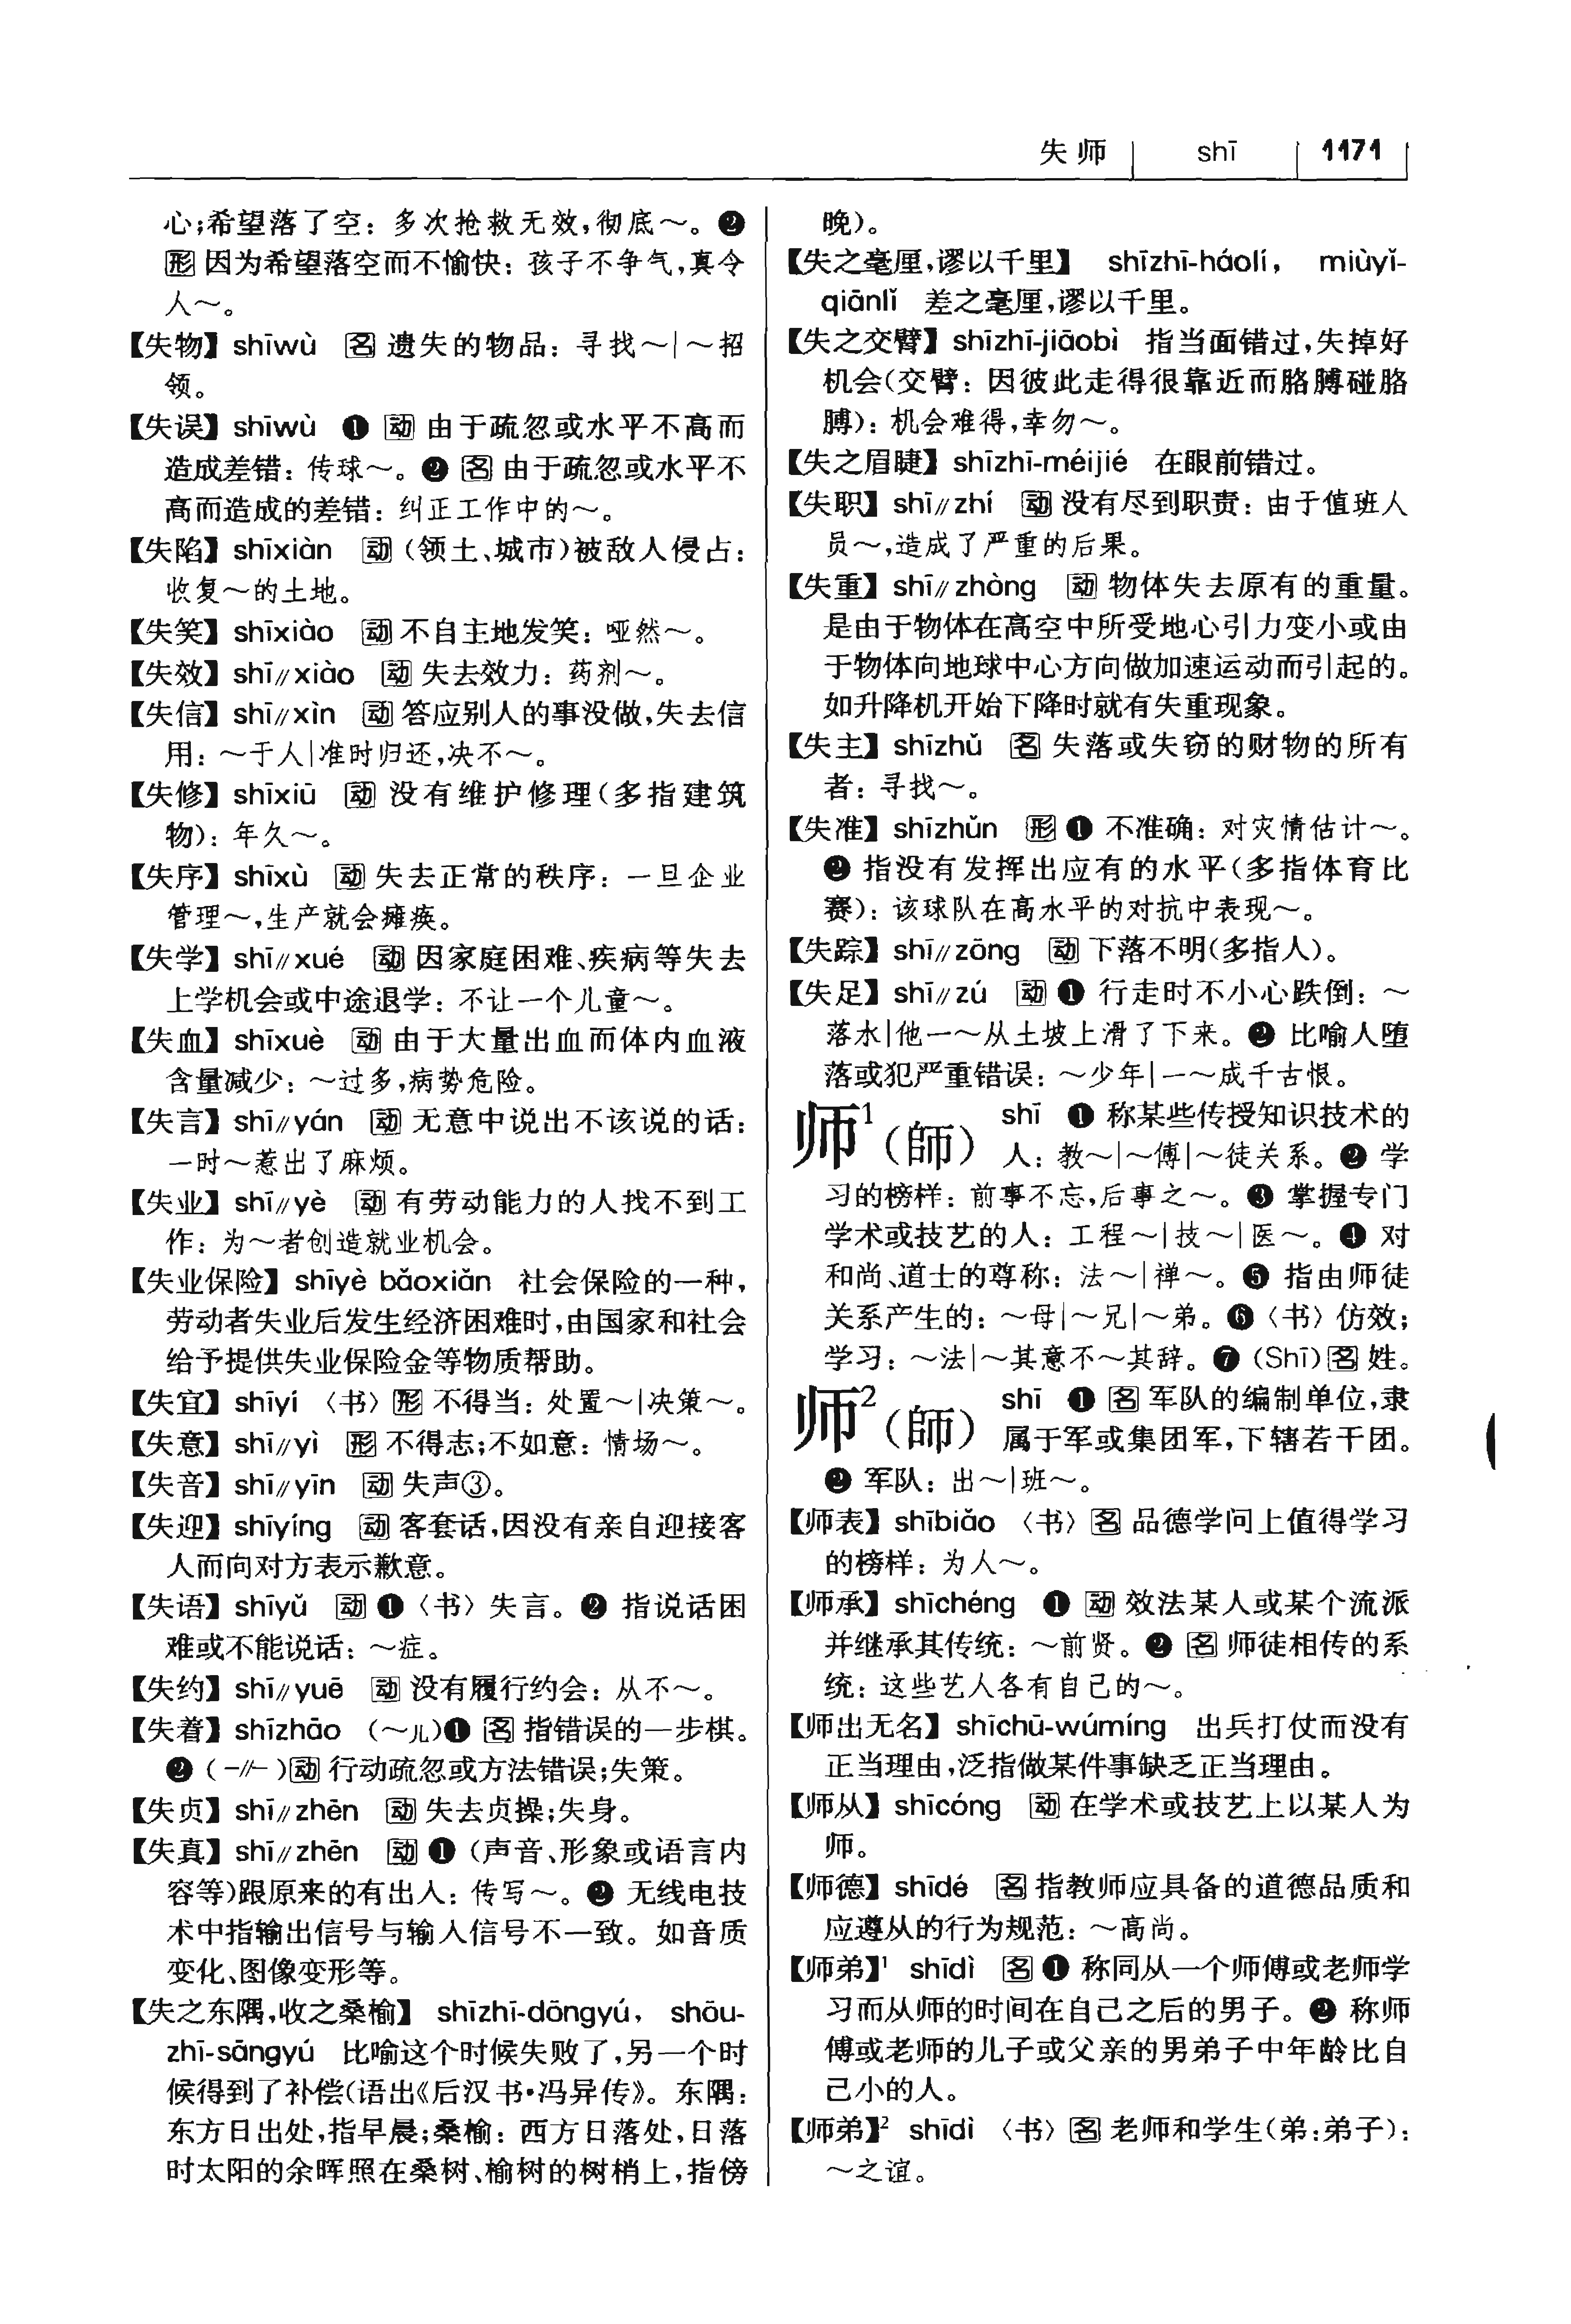 失师 shī 1171
心;希望落了空：多次抢救无效,彻底～。❷
形 因为希望落空而不愉快：孩子不争气,真令
人～。
【失物】shīwù 名 遗失的物品：寻找～|～招
领。
【失误】shīwù ❶ 动 由于疏忽或水平不高而
造成差错：传球～。❷ 名 由于疏忽或水平不
高而造成的差错：纠正工作中的～。
【失陷】shīxiàn 动 (领土、城市)被敌人侵占：
收复～的土地。
【失笑】shīxiào 动 不自主地发笑：哑然～。
【失效】shī∥xiào 动 失去效力：药剂～。
【失信】shī∥xìn 动 答应别人的事没做,失去信
用：～于人|准时归还,决不～。
【失修】shīxiū 动 没有维护修理(多指建筑
物)：年久～。
【失序】shīxù 动 失去正常的秩序：一旦企业
管理～,生产就会瘫痪。
【失学】shī∥xué 动 因家庭困难、疾病等失去
上学机会或中途退学：不让一个儿童～。
【失血】shīxuè 动 由于大量出血而体内血液
含量减少：～过多,病势危险。
【失言】shī∥yán 动 无意中说出不该说的话：
一时～惹出了麻烦。
【失业】shī∥yè 动 有劳动能力的人找不到工
作：为～者创造就业机会。
【失业保险】shīyè bǎoxiǎn 社会保险的一种,
劳动者失业后发生经济困难时,由国家和社会
给予提供失业保险金等物质帮助。
【失宜】shīyí 〈书〉形 不得当：处置～|决策～。
【失意】shī∥yì 形 不得志;不如意：情场～。
【失音】shī∥yīn 动 失声③。
【失迎】shīyíng 动 客套话,因没有亲自迎接客
人而向对方表示歉意。
【失语】shīyǔ 动 ❶〈书〉失言。❷ 指说话困
难或不能说话：～症。
【失约】shī∥yuē 动 没有履行约会：从不～。
【失着】shīzhāo (～儿)❶ 名 指错误的一步棋。
❷ (-∥-)动 行动疏忽或方法错误;失策。
【失贞】shī∥zhēn 动 失去贞操;失身。
【失真】shī∥zhēn 动 ❶ (声音、形象或语言内
容等)跟原来的有出入：传写～。❷ 无线电技
术中指输出信号与输入信号不一致。如音质
变化、图像变形等。
【失之东隅,收之桑榆】 shīzhī-dōngyú, shōu-
zhī-sāngyú 比喻这个时候失败了,另一个时
候得到了补偿(语出《后汉书·冯异传》。东隅：
东方日出处,指早晨;桑榆：西方日落处,日落
时太阳的余晖照在桑树、榆树的树梢上,指傍
晚)。
【失之毫厘,谬以千里】 shīzhī-háolí, miùyǐ-
qiānlǐ 差之毫厘,谬以千里。
【失之交臂】shīzhī-jiāobì 指当面错过,失掉好
机会(交臂：因彼此走得很靠近而胳膊碰胳
膊)：机会难得,幸勿～。
【失之眉睫】shīzhī-méijié 在眼前错过。
【失职】shī∥zhí 动 没有尽到职责：由于值班人
员～,造成了严重的后果。
【失重】shī∥zhòng 动 物体失去原有的重量。
是由于物体在高空中所受地心引力变小或由
于物体向地球中心方向做加速运动而引起的。
如升降机开始下降时就有失重现象。
【失主】shīzhǔ 名 失落或失窃的财物的所有
者：寻找～。
【失准】shīzhǔn 形 ❶ 不准确：对灾情估计～。
❷ 指没有发挥出应有的水平(多指体育比
赛)：该球队在高水平的对抗中表现～。
【失踪】shī∥zōng 动 下落不明(多指人)。
【失足】shī∥zú 动 ❶ 行走时不小心跌倒：～
落水|他一～从土坡上滑了下来。❷ 比喻人堕
落或犯严重错误：～少年|一～成千古恨。
师¹(師) shī ❶ 称某些传授知识技术的
人：教～|～傅|～徒关系。❷ 学
习的榜样：前事不忘,后事之～。❸ 掌握专门
学术或技艺的人：工程～|技～|医～。❹ 对
和尚、道士的尊称：法～|禅～。❺ 指由师徒
关系产生的：～母|～兄|～弟。❻〈书〉仿效;
学习：～法|～其意不～其辞。❼ (Shī)名 姓。
师²(師) shī ❶ 名 军队的编制单位,隶
属于军或集团军,下辖若干团。
❷ 军队：出～|班～。
【师表】shībiǎo 〈书〉名 品德学问上值得学习
的榜样：为人～。
【师承】shīchéng ❶ 动 效法某人或某个流派
并继承其传统：～前贤。❷ 名 师徒相传的系
统：这些艺人各有自己的～。
【师出无名】shīchū-wúmíng 出兵打仗而没有
正当理由,泛指做某件事缺乏正当理由。
【师从】shīcóng 动 在学术或技艺上以某人为
师。
【师德】shīdé 名 指教师应具备的道德品质和
应遵从的行为规范：～高尚。
【师弟】¹ shīdì 名 ❶ 称同从一个师傅或老师学
习而从师的时间在自己之后的男子。❷ 称师
傅或老师的儿子或父亲的男弟子中年龄比自
己小的人。
【师弟】² shīdì 〈书〉名 老师和学生(弟:弟子)：
～之谊。